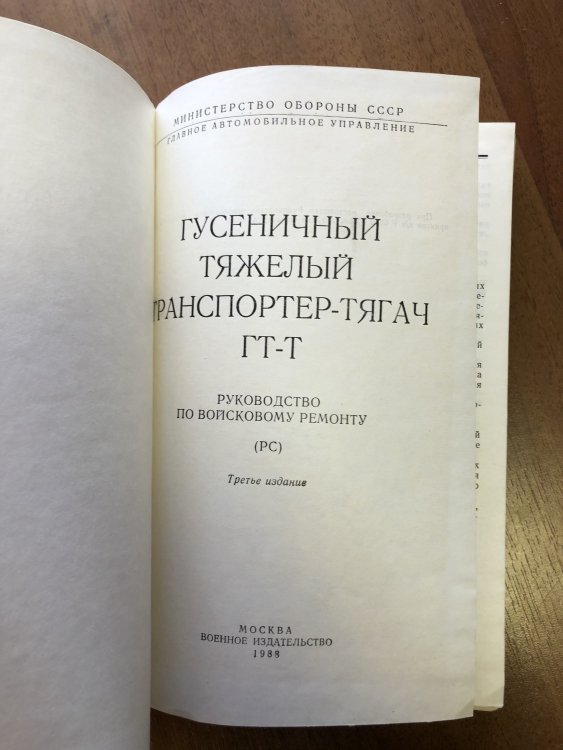 МИНИСТЕРСТВО ОБОРОНЫ СССР
ГЛАВНОЕ АВТОМОБИЛЬНОЕ УПРАВЛЕНИЕ
ГУСЕНИЧНЫЙ
ТЯЖЕЛЫЙ
ТРАНСПОРТЕР-ТЯГАЧ
ГТ-Т
РУКОВОДСТВО
ПО ВОЙСКОВОМУ РЕМОНТУ
(РС)
Третье издание
МОСКВА
ВОЕННОЕ ИЗДАТЕЛЬСТВО
1988